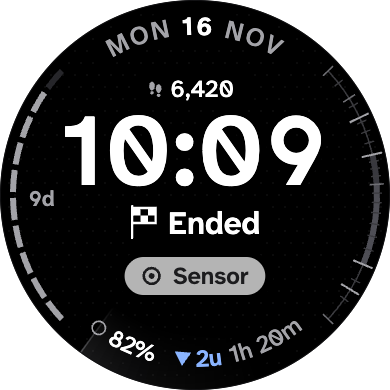 MON 16 NOV
6,420
10:09
9d
Ended
Sensor
82% ▼2u 1h 20m